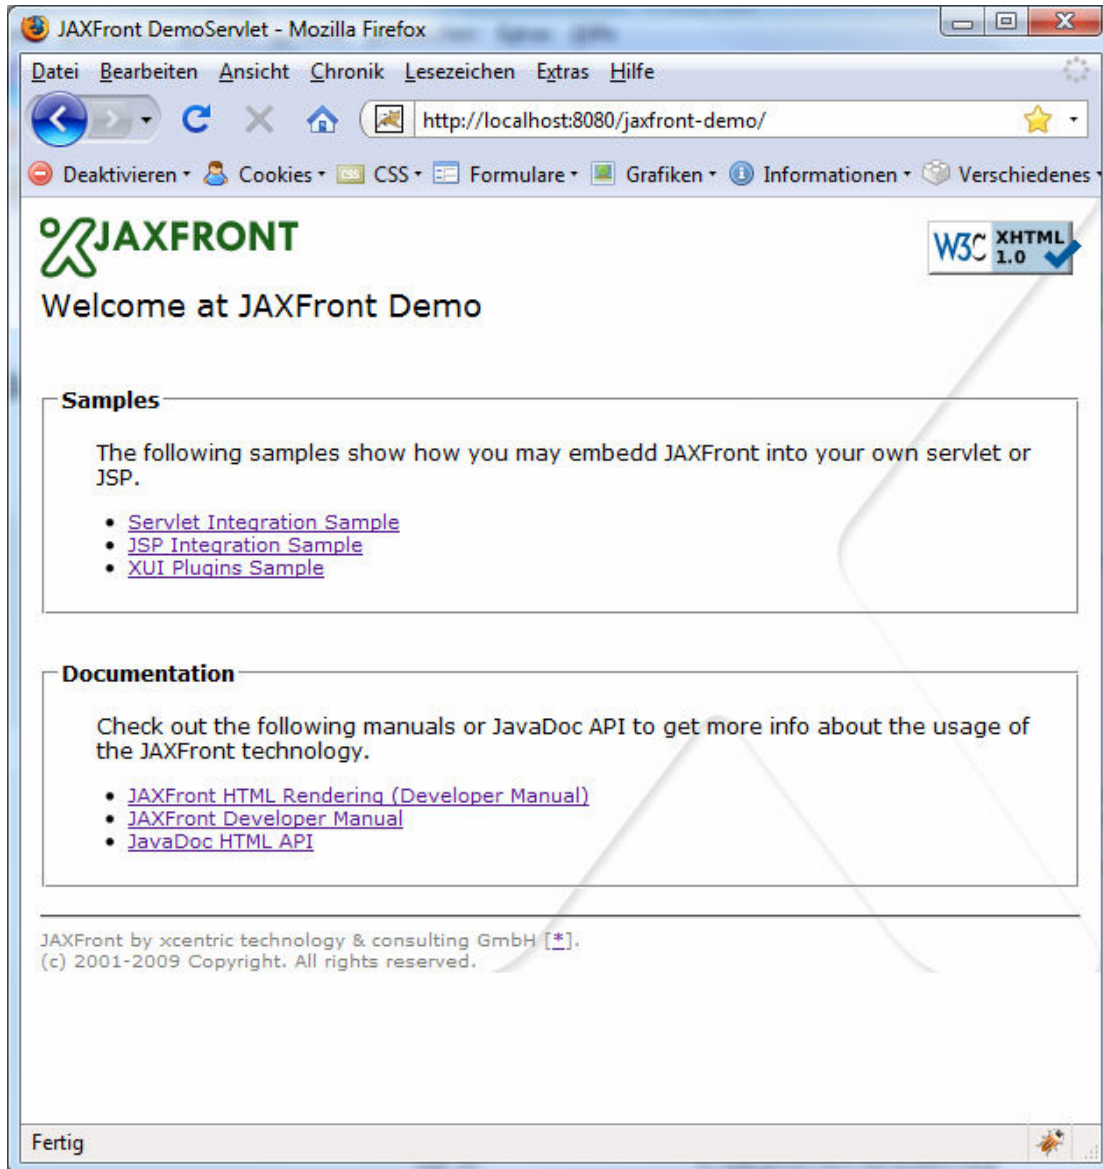 JAXFront DemoServlet - Mozilla Firefox
Datei Bearbeiten Ansicht Chronik Lesezeichen Extras Hilfe
http://localhost:8080/jaxfront-demo/
Deaktivieren Cookies CSS CSS Formulare Grafiken Informationen Verschiedenes
JAXFRONT
W3C XHTML
1.0
Welcome at JAXFront Demo
Samples
The following samples show how you may embedd JAXFront into your own servlet or
JSP.
Servlet Integration Sample
JSP Integration Sample
XUI Plugins Sample
Documentation
Check out the following manuals or JavaDoc API to get more info about the usage of
the JAXFront technology.
JAXFront HTML Rendering (Developer Manual)
JAXFront Developer Manual
JavaDoc HTML API
JAXFront by xcentric technology & consulting GmbH [*].
(c) 2001-2009 Copyright. All rights reserved.
Fertig